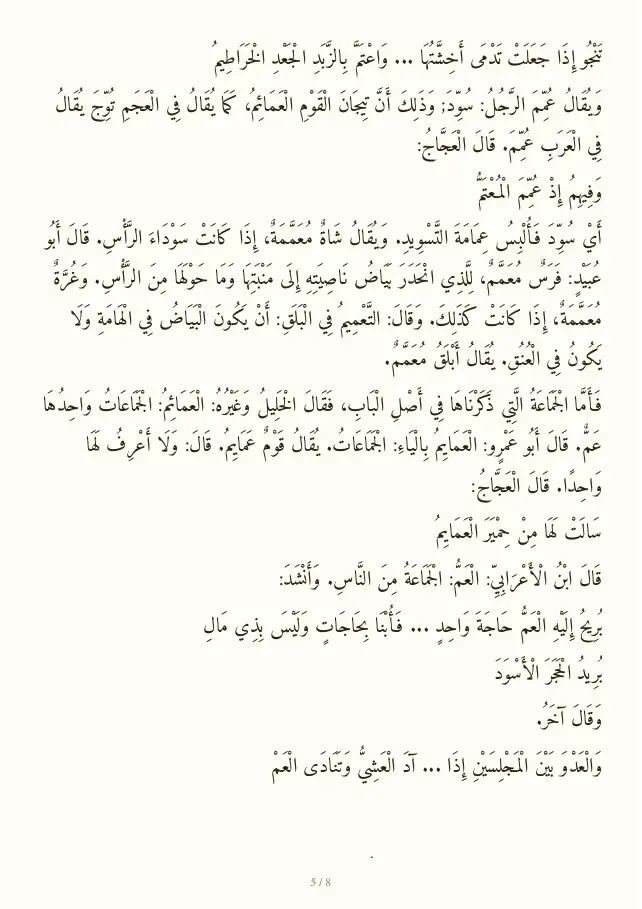 تَنْجُو إِذَا جَعَلَتْ تَدْمَى أَخِشَّتُهَا ... وَاعْتَمَّ بِالزَّبَدِ الْجَعْدِ الْخَرَاطِيمُ
وَيُقَالُ عُمِّمَ الرَّجُلُ: سُوِّدَ; وَذَلِكَ أَنَّ تِيجَانَ الْقَوْمِ الْعَمَائِمُ، كَمَا يُقَالُ فِي الْعَجَمِ تُوِّجَ يُقَالُ
فِي الْعَرَبِ عُمِّمَ. قَالَ الْعَجَّاجُ:
وَفِيهِمُ إِذْ عُمِّمَ الْمُعْتَمُّ
أَيْ سُوِّدَ فَأُلْبِسُ عِمَامَةَ التَّسْوِيدِ. وَيُقَالُ شَاةٌ مُعَمَّمَةٌ، إِذَا كَانَتْ سَوْدَاءَ الرَّأْسِ. قَالَ أَبُو
عُبَيْدٍ: فَرَسٌ مُعَمَّمٌ، لِلَّذِي انْحَدَرَ بَيَاضُ نَاصِيَتِهِ إِلَى مَنْبَتِهَا وَمَا حَوْلَهَا مِنَ الرَّأْسِ. وَغُرَّةٌ
مُعَمَّمَةٌ، إِذَا كَانَتْ كَذَلِكَ. وَقَالَ: التَّعْمِيمُ فِي الْبَلَقِ: أَنْ يَكُونَ الْبَيَاضُ فِي الْهَامَةِ وَلَا
يَكُونُ فِي الْعُنُقِ. يُقَالُ أَبْلَقُ مُعَمَّمٌ.
فَأَمَّا الْجَمَاعَةُ الَّتِي ذَكَرْنَاهَا فِي أَصْلِ الْبَابِ، فَقَالَ الْخَلِيلُ وَغَيْرُهُ: الْعَمَائِمُ: الْجَمَاعَاتُ وَاحِدُهَا
عَمٌّ. قَالَ أَبُو عَمْرٍو: الْعَمَايِمُ بِالْيَاءِ: الْجَمَاعَاتُ. يُقَالُ قَوْمٌ عَمَايِمُ. قَالَ: وَلَا أَعْرِفُ لَهَا
وَاحِدًا. قَالَ الْعَجَّاجُ:
سَالَتْ لَهَا مِنْ حِمْيَرَ الْعَمَايِمُ
قَالَ ابْنُ الْأَعْرَابِيِّ: الْعَمُّ: الْجَمَاعَةُ مِنَ النَّاسِ. وَأَنْشَدَ:
بُرِيحُ إِلَيْهِ الْعَمُّ حَاجَةَ وَاحِدٍ ... فَأُبْنَا بِحَاجَاتٍ وَلَيْسَ بِذِي مَالِ
بُرِيدُ الْحَجَرَ الْأَسْوَدَ
وَقَالَ آخَرُ.
وَالْعَدْوَ بَيْنَ الْمَجْلِسَيْنِ إِذَا ... آدَ الْعَشِيُّ وَتَنَادَى الْعَمْ
5 / 8